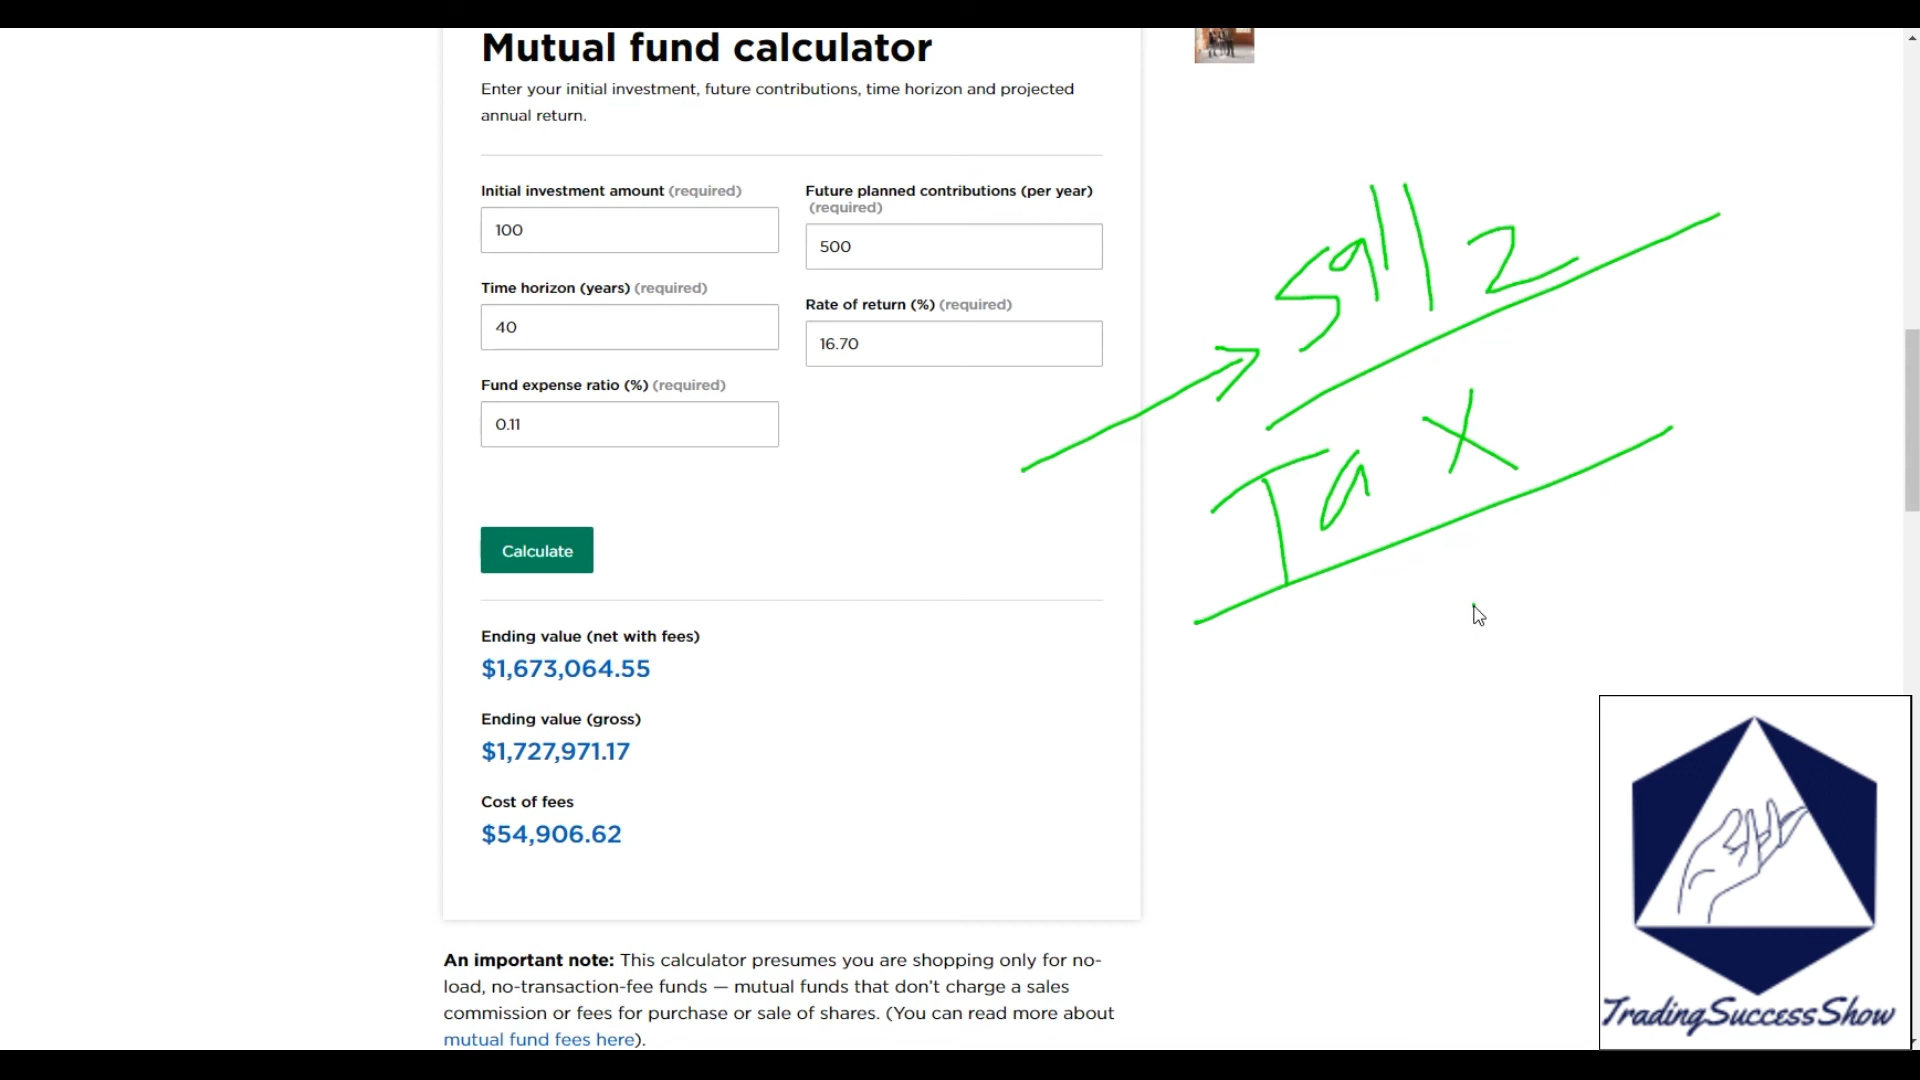 Mutual fund calculator
Enter your initial investment, future contributions, time horizon and projected
annual return.
Initial investment amount (required)
100
Future planned contributions (per year)
(required)
500
Time horizon (years) (required)
40
Rate of return (%) (required)
16.70
Fund expense ratio (%) (required)
0.11
Calculate
Ending value (net with fees)
$1,673,064.55
Ending value (gross)
$1,727,971.17
Cost of fees
$54,906.62
An important note: This calculator presumes you are shopping only for no-
load, no-transaction-fee funds — mutual funds that don’t charge a sales
commission or fees for purchase or sale of shares. (You can read more about
mutual fund fees here).
Tax
TradingSuccessShow